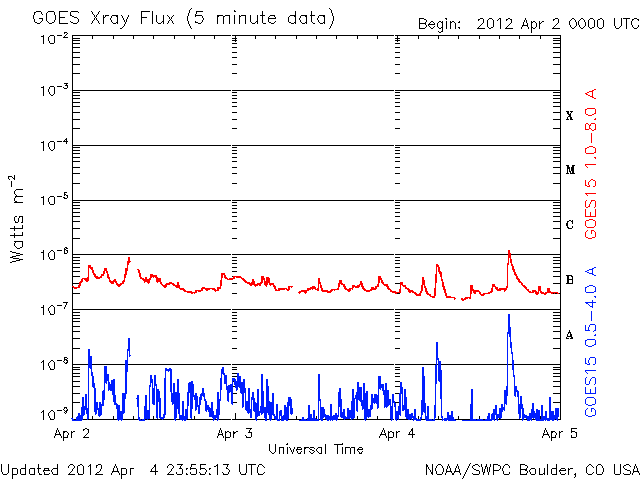 GOES Xray Flux (5 minute data)
Begin: 2012 Apr 2 0000 UTC
10⁻²
10⁻³
10⁻⁴
10⁻⁵
10⁻⁶
10⁻⁷
10⁻⁸
10⁻⁹
Watts m⁻²
X
M
C
B
A
GOES15 1.0-8.0 A
GOES15 0.5-4.0 A
Apr 2 Apr 3 Apr 4 Apr 5
Universal Time
Updated 2012 Apr 4 23:55:13 UTC
NOAA/SWPC Boulder, CO USA